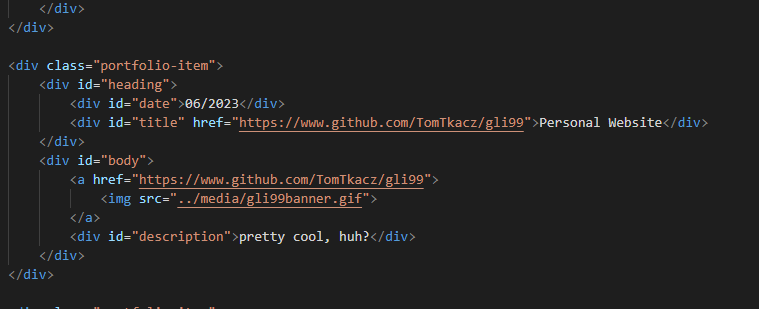 </div>
</div>
<div class="portfolio-item">
<div id="heading">
<div id="date">06/2023</div>
<div id="title" href="https://www.github.com/TomTkacz/gli99">Personal Website</div>
</div>
<div id="body">
<a href="https://www.github.com/TomTkacz/gli99">
<img src="../media/gli99banner.gif">
</a>
<div id="description">pretty cool, huh?</div>
</div>
</div>